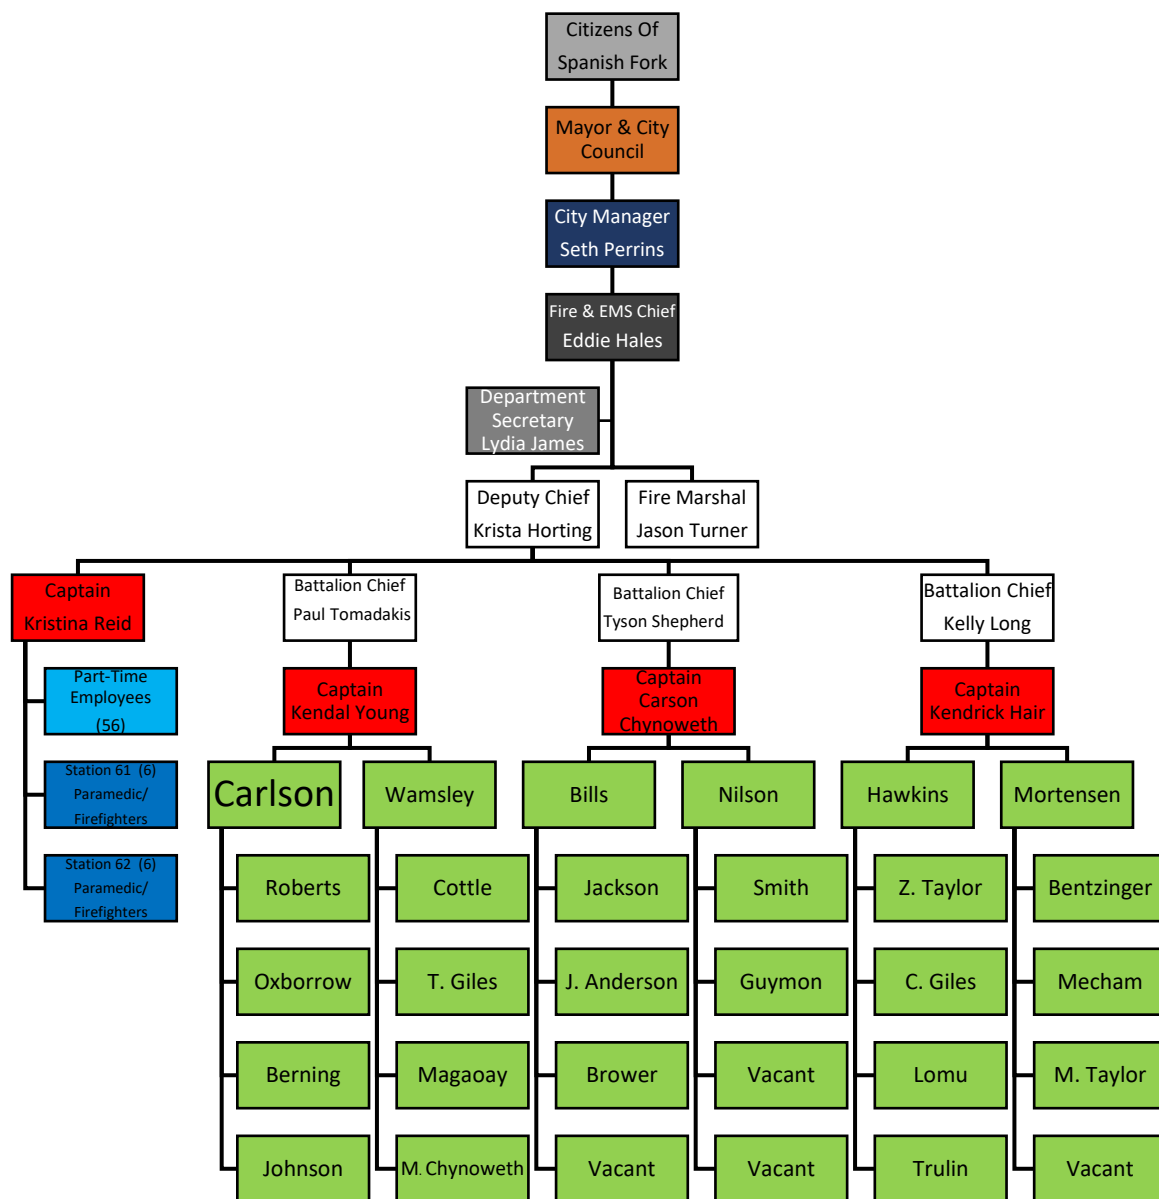 Citizens Of
Spanish Fork
Mayor & City
Council
City Manager
Seth Perrins
Fire & EMS Chief
Eddie Hales
Department
Secretary
Lydia James
Deputy Chief
Krista Horting
Fire Marshal
Jason Turner
Captain
Kristina Reid
Battalion Chief
Paul Tomadakis
Battalion Chief
Tyson Shepherd
Battalion Chief
Kelly Long
Part-Time
Employees
(56)
Station 61 (6)
Paramedic/
Firefighters
Station 62 (6)
Paramedic/
Firefighters
Captain
Kendal Young
Captain
Carson
Chynoweth
Captain
Kendrick Hair
Carlson
Wamsley
Bills
Nilson
Hawkins
Mortensen
Roberts
Cottle
Jackson
Smith
Z. Taylor
Bentzinger
Oxborrow
T. Giles
J. Anderson
Guymon
C. Giles
Mecham
Berning
Magaoay
Brower
Vacant
Lomu
M. Taylor
Johnson
M. Chynoweth
Vacant
Vacant
Trulin
Vacant